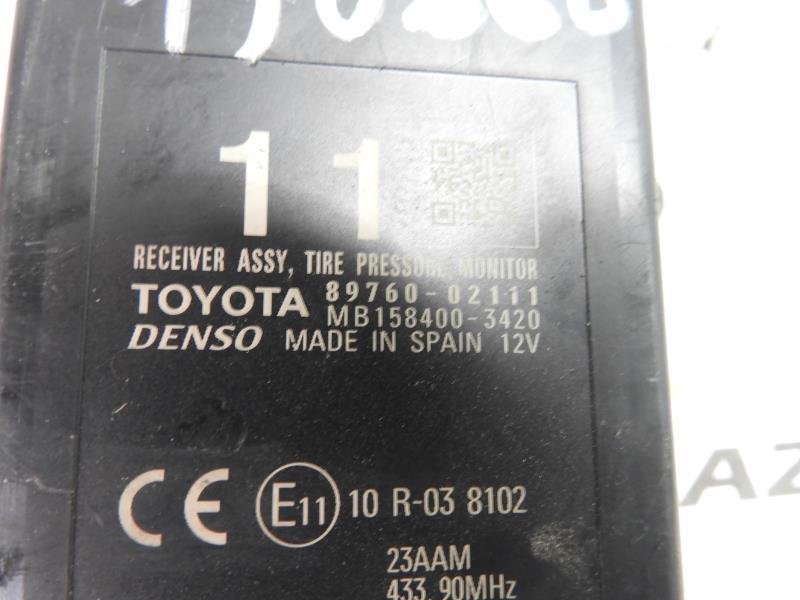 11
RECEIVER ASSY, TIRE PRESSURE MONITOR
TOYOTA 89760-02111
MB158400-3420
DENSO MADE IN SPAIN 12V
CE E11 10 R-03 8102
23AAM
433.90MHz
AZ